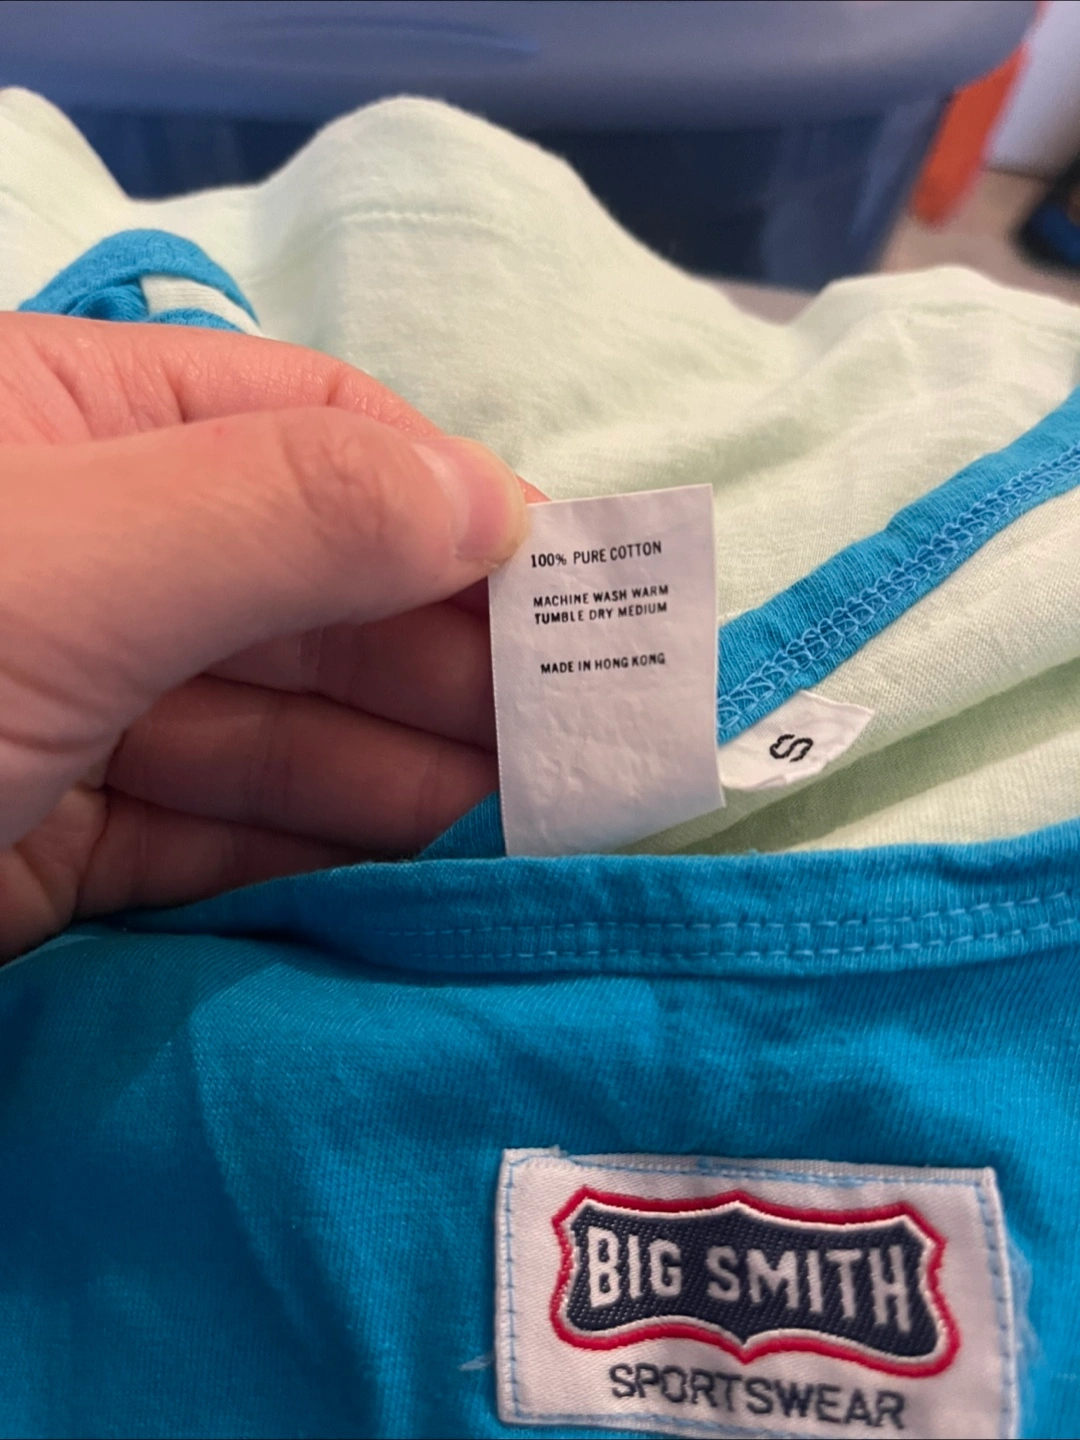 100% PURE COTTON
MACHINE WASH WARM
TUMBLE DRY MEDIUM
MADE IN HONG KONG
S
BIG SMITH
SPORTSWEAR